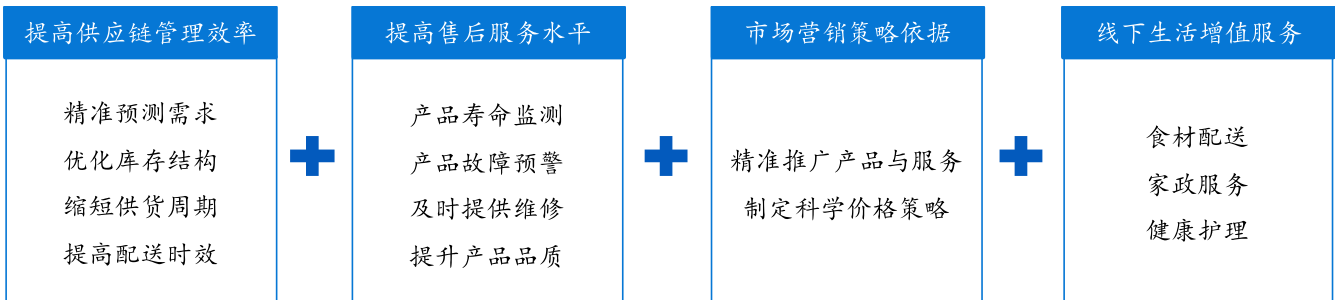 提高供应链管理效率
精准预测需求
优化库存结构
缩短供货周期
提高配送时效
提高售后服务水平
产品寿命监测
产品故障预警
及时提供维修
提升产品品质
市场营销策略依据
精准推广产品与服务
制定科学价格策略
线下生活增值服务
食材配送
家政服务
健康护理